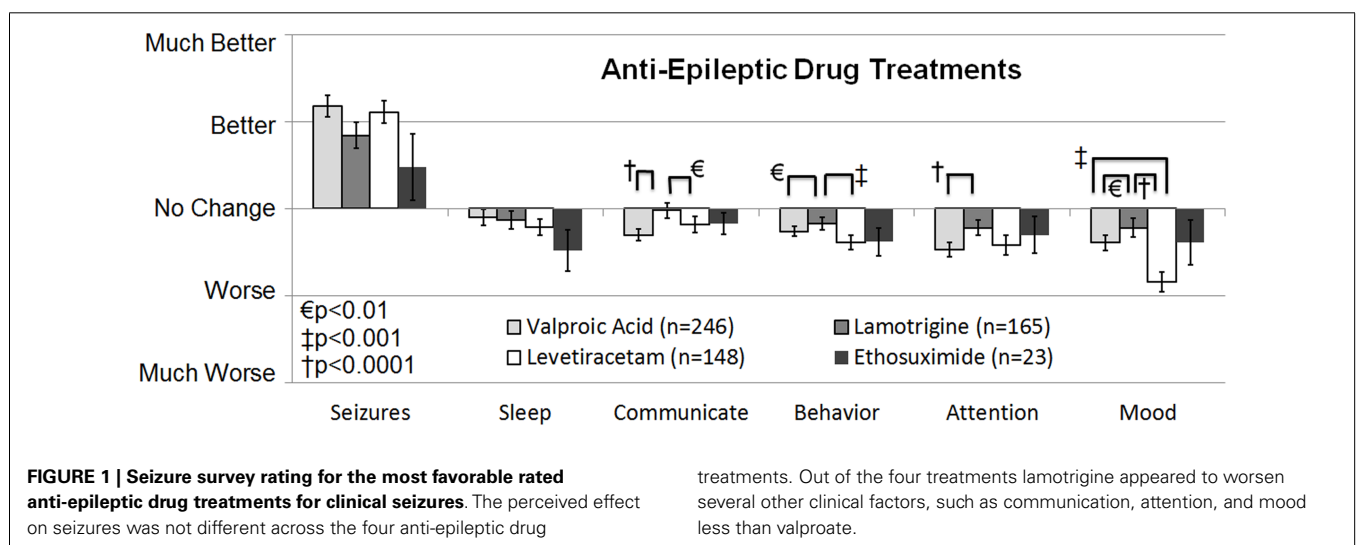 Anti-Epileptic Drug Treatments
Much Better
Better
No Change
Worse
Much Worse
† € € ‡ † ‡ € †
€p<0.01
‡p<0.001
†p<0.0001
Valproic Acid (n=246) Lamotrigine (n=165)
Levetiracetam (n=148) Ethosuximide (n=23)
Seizures Sleep Communicate Behavior Attention Mood
FIGURE 1 | Seizure survey rating for the most favorable rated
anti-epileptic drug treatments for clinical seizures. The perceived effect
on seizures was not different across the four anti-epileptic drug
treatments. Out of the four treatments lamotrigine appeared to worsen
several other clinical factors, such as communication, attention, and mood
less than valproate.